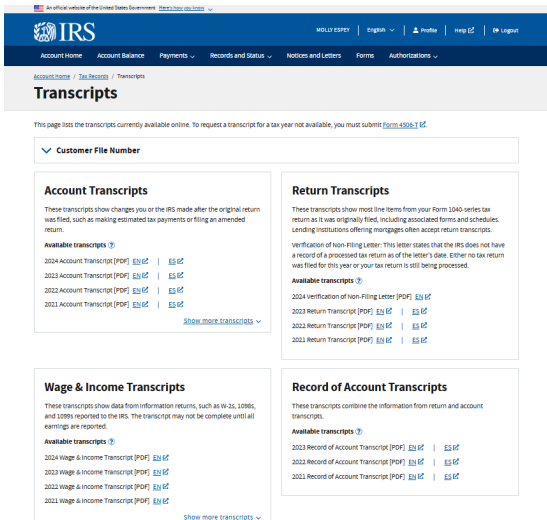 An official website of the United States Government Here's how you know
IRS
MOLLY ESPEY | English | Profile | Help | Logout
Account Home Account Balance Payments Records and Status Notices and Letters Forms Authorizations
Account Home / Tax Records / Transcripts
Transcripts
This page lists the transcripts currently available online. To request a transcript for a tax year not available, you must submit Form 4506-T.
Customer File Number
Account Transcripts
These transcripts show changes you or the IRS made after the original return
was filed, such as making estimated tax payments or filing an amended
return.
Available transcripts
2024 Account Transcript [PDF] EN | ES
2023 Account Transcript [PDF] EN | ES
2022 Account Transcript [PDF] EN | ES
2021 Account Transcript [PDF] EN | ES
Show more transcripts
Return Transcripts
These transcripts show most line items from your Form 1040-series tax
return as it was originally filed, including associated forms and schedules.
Lending institutions offering mortgages often accept return transcripts.
Verification of Non-Filing Letter: This letter states that the IRS does not have
a record of a processed tax return as of the letter's date. Either no tax return
was filed for this year or your tax return is still being processed.
Available transcripts
2024 Verification of Non-Filing Letter [PDF] EN
2023 Return Transcript [PDF] EN | ES
2022 Return Transcript [PDF] EN | ES
2021 Return Transcript [PDF] EN | ES
Wage & Income Transcripts
These transcripts show data from information returns, such as W-2s, 1098s,
and 1099s reported to the IRS. The transcript may not be complete until all
earnings are reported.
Available transcripts
2024 Wage & Income Transcript [PDF] EN
2023 Wage & Income Transcript [PDF] EN
2022 Wage & Income Transcript [PDF] EN
2021 Wage & Income Transcript [PDF] EN
Show more transcripts
Record of Account Transcripts
These transcripts combine the information from return and account
transcripts.
Available transcripts
2023 Record of Account Transcript [PDF] EN | ES
2022 Record of Account Transcript [PDF] EN | ES
2021 Record of Account Transcript [PDF] EN | ES